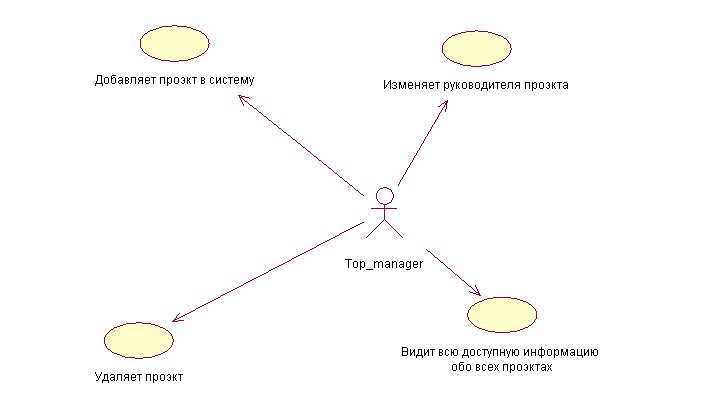 Добавляет проэкт в систему
Изменяет руководителя проэкта
Top_manager
Видит всю доступную информацию
обо всех проэктах
Удаляет проэкт